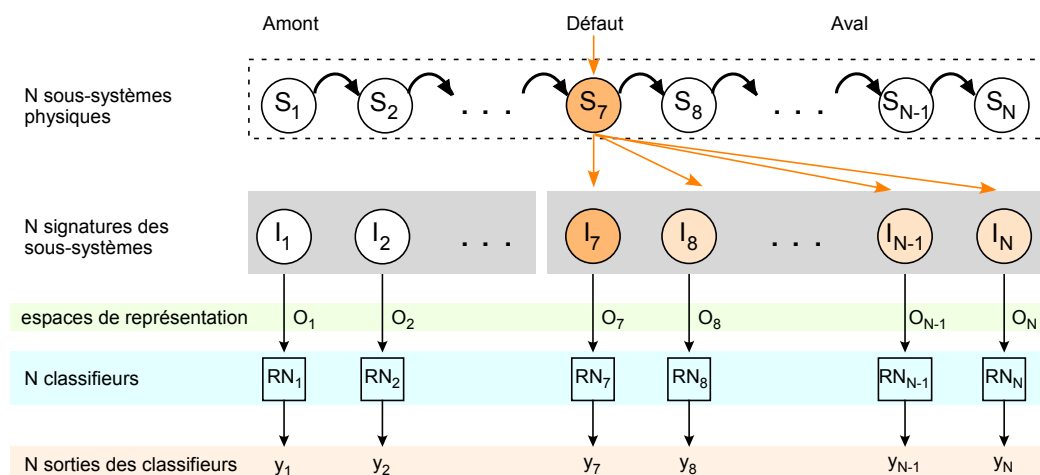 Amont Défaut Aval
N sous-systèmes
physiques
S1 S2 . . . S7 S8 . . . SN-1 SN
N signatures des
sous-systèmes
I1 I2 . . . I7 I8 . . . IN-1 IN
espaces de représentation O1 O2 O7 O8 ON-1 ON
N classifieurs RN1 RN2 RN7 RN8 RNN-1 RNN
N sorties des classifieurs y1 y2 y7 y8 yN-1 yN